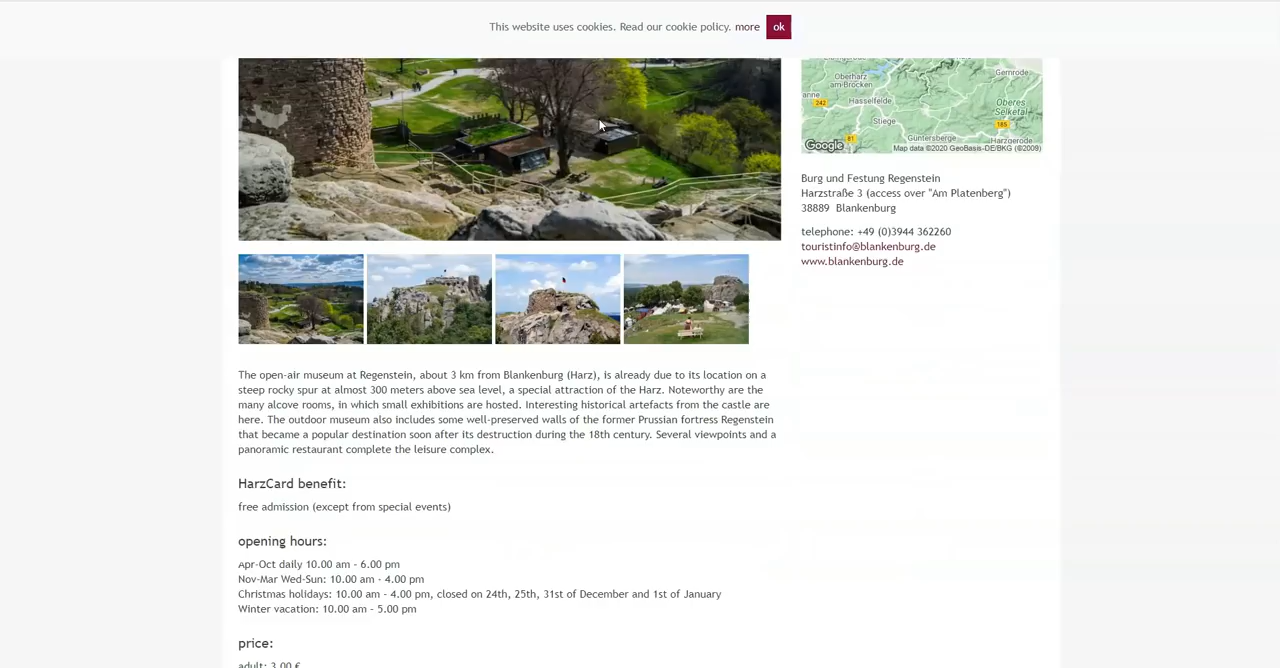 This website uses cookies. Read our cookie policy. more ok
Oberharz
am-Brocken
Gernrode
anne
242
Hasselfelde
Oberes
Selketal
Stiege
185
81
Güntersberge
Harzgerode
Google
Map data ©2020 GeoBasis-DE/BKG (©2009)
Burg und Festung Regenstein
Harzstraße 3 (access over "Am Platenberg")
38889 Blankenburg
telephone: +49 (0)3944 362260
touristinfo@blankenburg.de
www.blankenburg.de
The open-air museum at Regenstein, about 3 km from Blankenburg (Harz), is already due to its location on a
steep rocky spur at almost 300 meters above sea level, a special attraction of the Harz. Noteworthy are the
many alcove rooms, in which small exhibitions are hosted. Interesting historical artefacts from the castle are
here. The outdoor museum also includes some well-preserved walls of the former Prussian fortress Regenstein
that became a popular destination soon after its destruction during the 18th century. Several viewpoints and a
panoramic restaurant complete the leisure complex.
HarzCard benefit:
free admission (except from special events)
opening hours:
Apr-Oct daily 10.00 am - 6.00 pm
Nov-Mar Wed-Sun: 10.00 am - 4.00 pm
Christmas holidays: 10.00 am - 4.00 pm, closed on 24th, 25th, 31st of December and 1st of January
Winter vacation: 10.00 am - 5.00 pm
price:
adult: 3,00 €